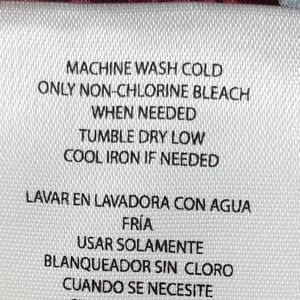 MACHINE WASH COLD
ONLY NON-CHLORINE BLEACH
WHEN NEEDED
TUMBLE DRY LOW
COOL IRON IF NEEDED
LAVAR EN LAVADORA CON AGUA
FRÍA
USAR SOLAMENTE
BLANQUEADOR SIN CLORO
CUANDO SE NECESITE